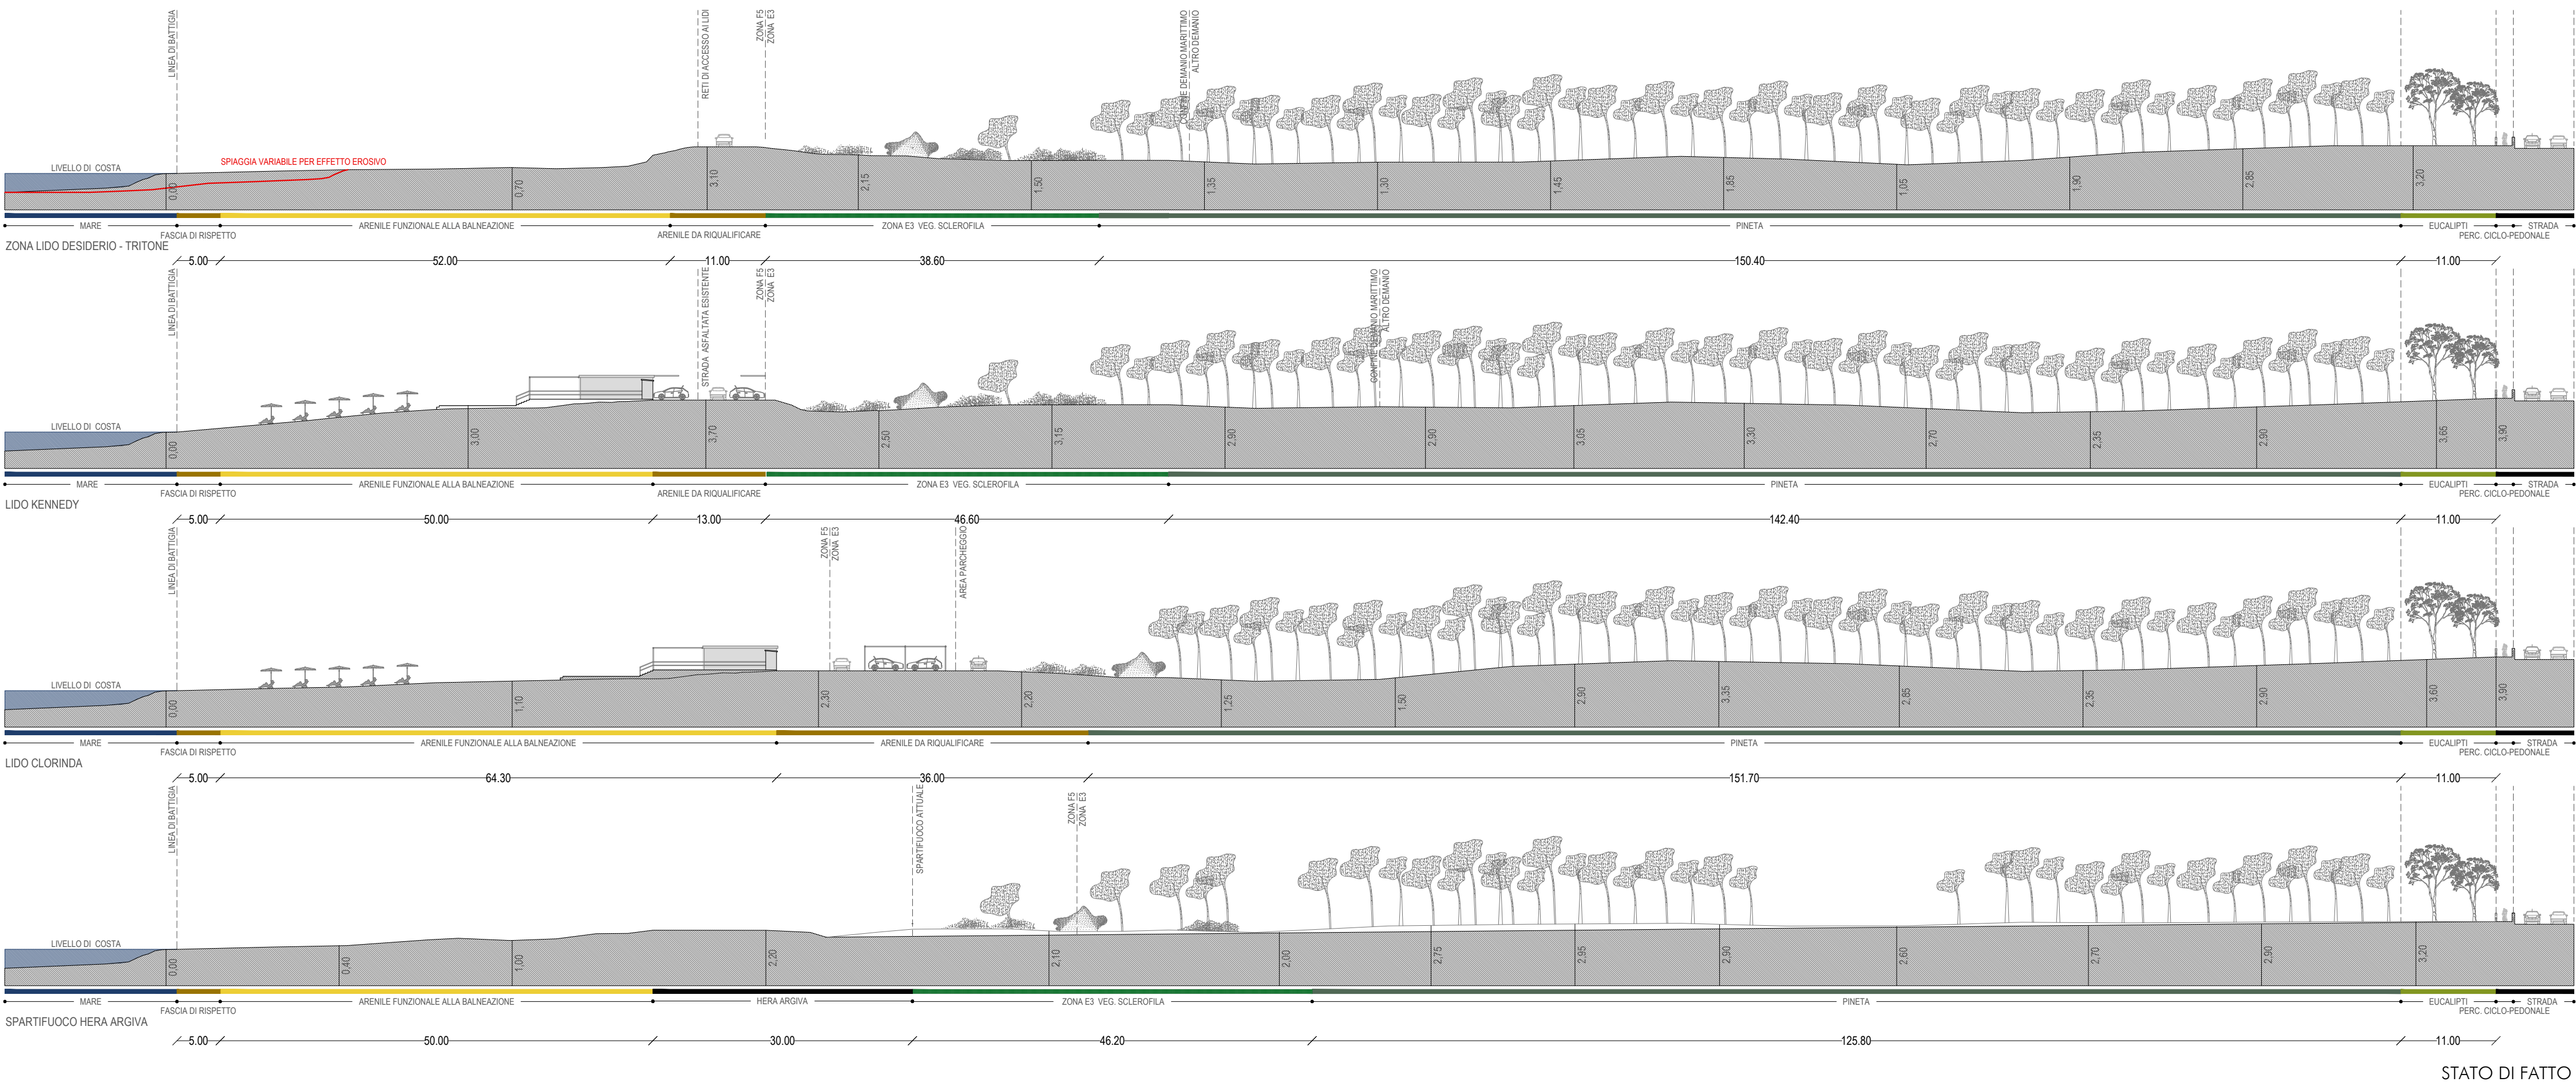 LINEA DI BATTIGIA
RETI DI ACCESSO AI LIDI
ZONA F5
ZONA E3
CONFINE DEMANIO MARITTIMO
ALTRO DEMANIO
LIVELLO DI COSTA
SPIAGGIA VARIABILE PER EFFETTO EROSIVO
0,00 0,70 3,10 2,15 1,50 1,35 1,30 1,45 1,85 1,05 1,90 2,85 3,20
MARE FASCIA DI RISPETTO ARENILE FUNZIONALE ALLA BALNEAZIONE ARENILE DA RIQUALIFICARE ZONA E3 VEG. SCLEROFILA PINETA EUCALIPTI PERC. CICLO-PEDONALE STRADA
ZONA LIDO DESIDERIO - TRITONE
5.00 52.00 11.00 38.60 150.40 11.00
LINEA DI BATTIGIA
STRADA ASFALTATA ESISTENTE
ZONA F5
ZONA E3
CONFINE DEMANIO MARITTIMO
ALTRO DEMANIO
LIVELLO DI COSTA
0,00 3,00 3,70 2,50 3,15 2,90 2,90 3,05 3,30 2,70 2,35 2,90 3,65 3,90
MARE FASCIA DI RISPETTO ARENILE FUNZIONALE ALLA BALNEAZIONE ARENILE DA RIQUALIFICARE ZONA E3 VEG. SCLEROFILA PINETA EUCALIPTI PERC. CICLO-PEDONALE STRADA
LIDO KENNEDY
5.00 50.00 13.00 46.60 142.40 11.00
LINEA DI BATTIGIA
ZONA F5
ZONA E3
AREA PARCHEGGIO
LIVELLO DI COSTA
0,00 1,10 2,30 2,20 1,25 1,50 2,90 3,35 2,85 2,35 2,90 3,60 3,90
MARE FASCIA DI RISPETTO ARENILE FUNZIONALE ALLA BALNEAZIONE ARENILE DA RIQUALIFICARE PINETA EUCALIPTI PERC. CICLO-PEDONALE STRADA
LIDO CLORINDA
5.00 64.30 36.00 151.70 11.00
LINEA DI BATTIGIA
SPARTIFUOCO ATTUALE
ZONA F5
ZONA E3
LIVELLO DI COSTA
0,00 0,40 1,00 2,20 2,10 2,00 2,75 2,95 2,90 2,60 2,70 2,90 3,20
MARE FASCIA DI RISPETTO ARENILE FUNZIONALE ALLA BALNEAZIONE HERA ARGIVA ZONA E3 VEG. SCLEROFILA PINETA EUCALIPTI PERC. CICLO-PEDONALE STRADA
SPARTIFUOCO HERA ARGIVA
5.00 50.00 30.00 46.20 125.80 11.00
STATO DI FATTO